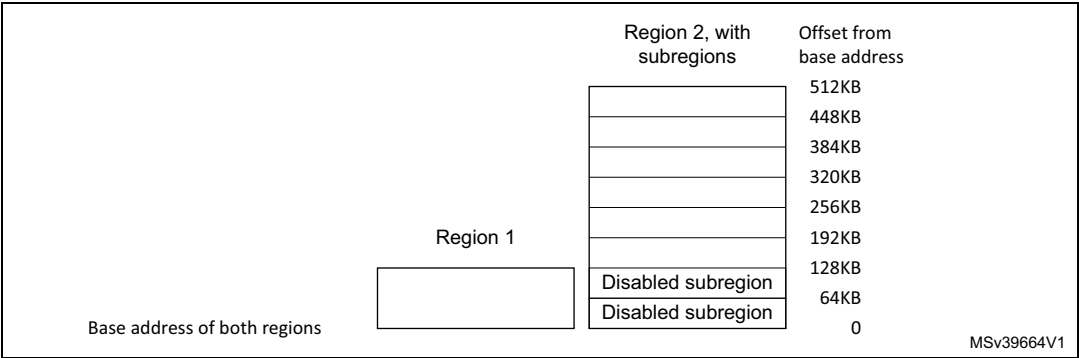 Region 2, with
subregions
Offset from
base address
512KB
448KB
384KB
320KB
256KB
Region 1
192KB
128KB
Disabled subregion
64KB
Disabled subregion
Base address of both regions
0
MSv39664V1